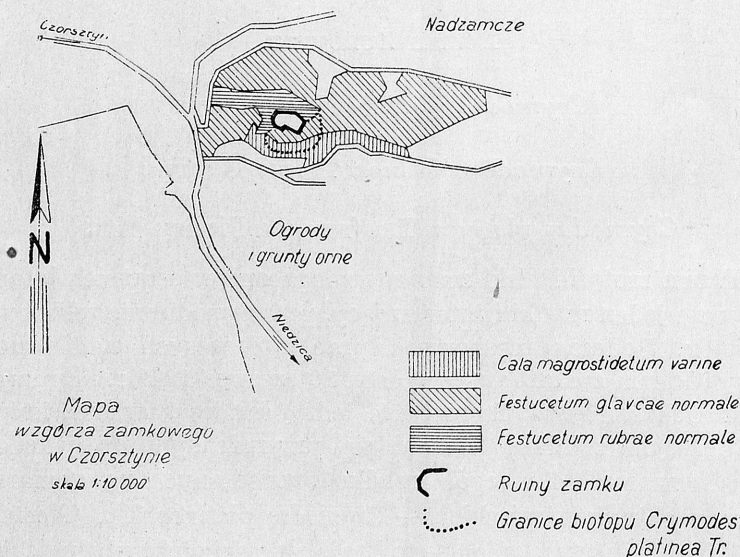 Czorsztyn
Nadzamcze
N
Ogrody
i grunty orne
Niedzica
Mapa
wzgórza zamkowego
w Czorsztynie
skala 1:10 000
Cala magrostidetum varine
Festucetum glavcae normale
Festucetum rubrae normale
Ruiny zamku
Granice biotopu Crymodes
platinea Tr.